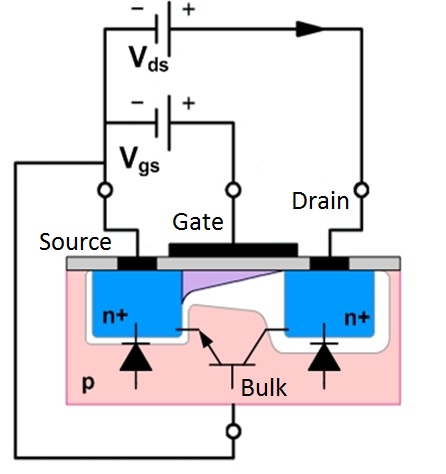 − +
Vds
− +
Vgs
Drain
Gate
Source
n+
n+
p
Bulk